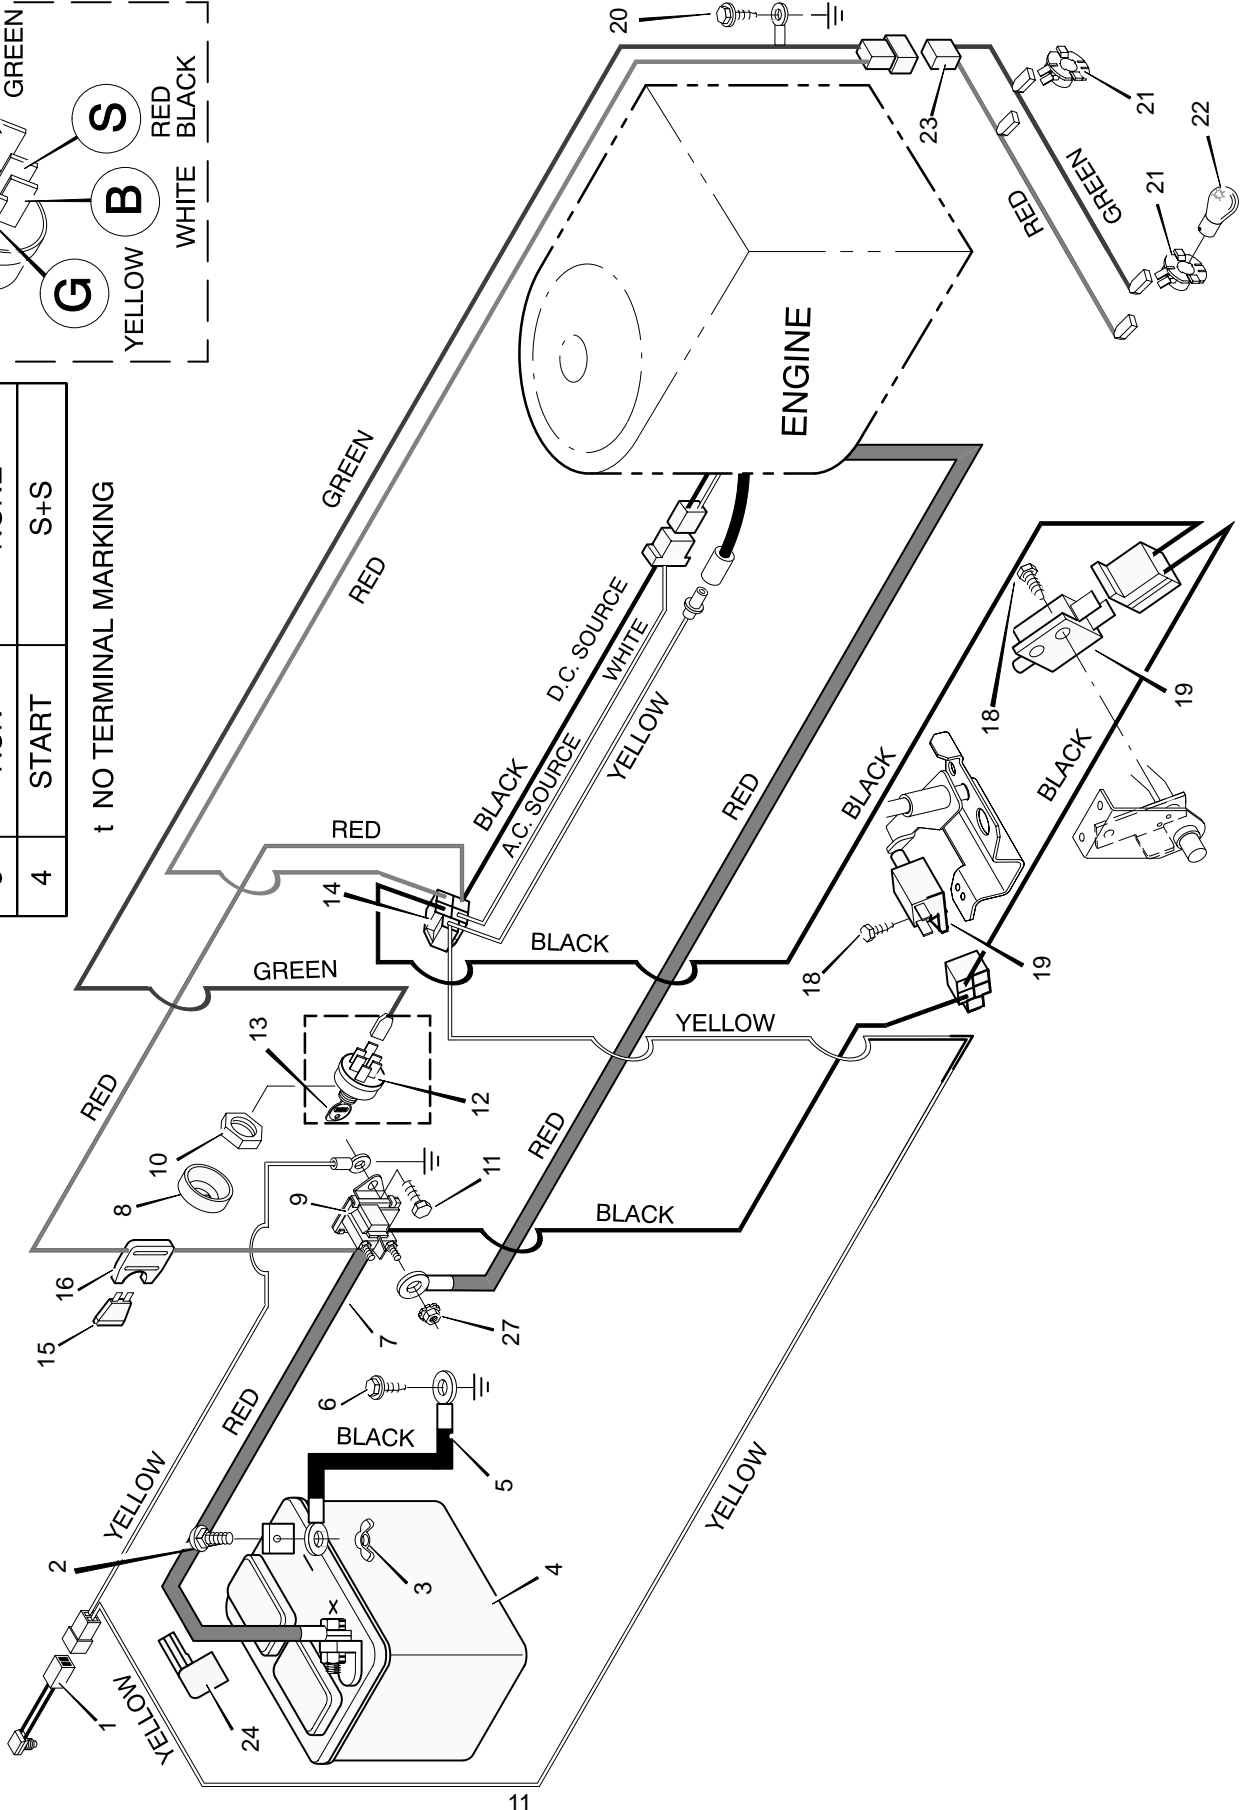 GREEN
S
B
G
RED
BLACK
WHITE
YELLOW
4
START
S+S
t NO TERMINAL MARKING
20
23
21
22
21
RED
GREEN
ENGINE
GREEN
RED
D.C. SOURCE
WHITE
BLACK
A.C. SOURCE
YELLOW
RED
14
RED
BLACK
18
19
BLACK
18
19
BLACK
GREEN
YELLOW
13
12
RED
10
8
9
11
RED
BLACK
16
15
7
27
6
RED
BLACK
5
YELLOW
2
3
4
X
YELLOW
1
YELLOW
24
11